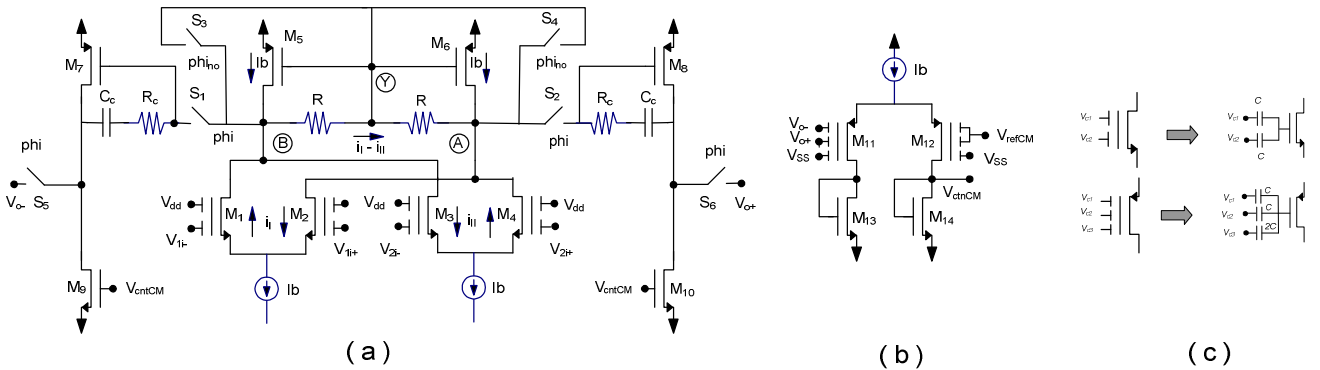 S3
S4
M5
M6
Ib
Ib
M7
M8
phino
phino
Y
Cc
Rc
S1
R
R
S2
Rc
Cc
phi
phi
B
iI - iII
A
phi
phi
Vo-
S5
S6
Vo+
Vdd
M1
iI
M2
Vdd
M3
iII
M4
Vdd
V1i-
V1i+
V2i-
V2i+
Ib
Ib
M9
VcntCM
VcntCM
M10
(a)
Ib
Vo-
Vo+
VSS
M11
M12
VrefCM
VSS
VctnCM
M13
M14
(b)
Vc1
Vc2
C
Vc1
Vc2
C
Vc1
Vc2
Vc3
C
Vc1
C
Vc2
2C
Vc3
(c)